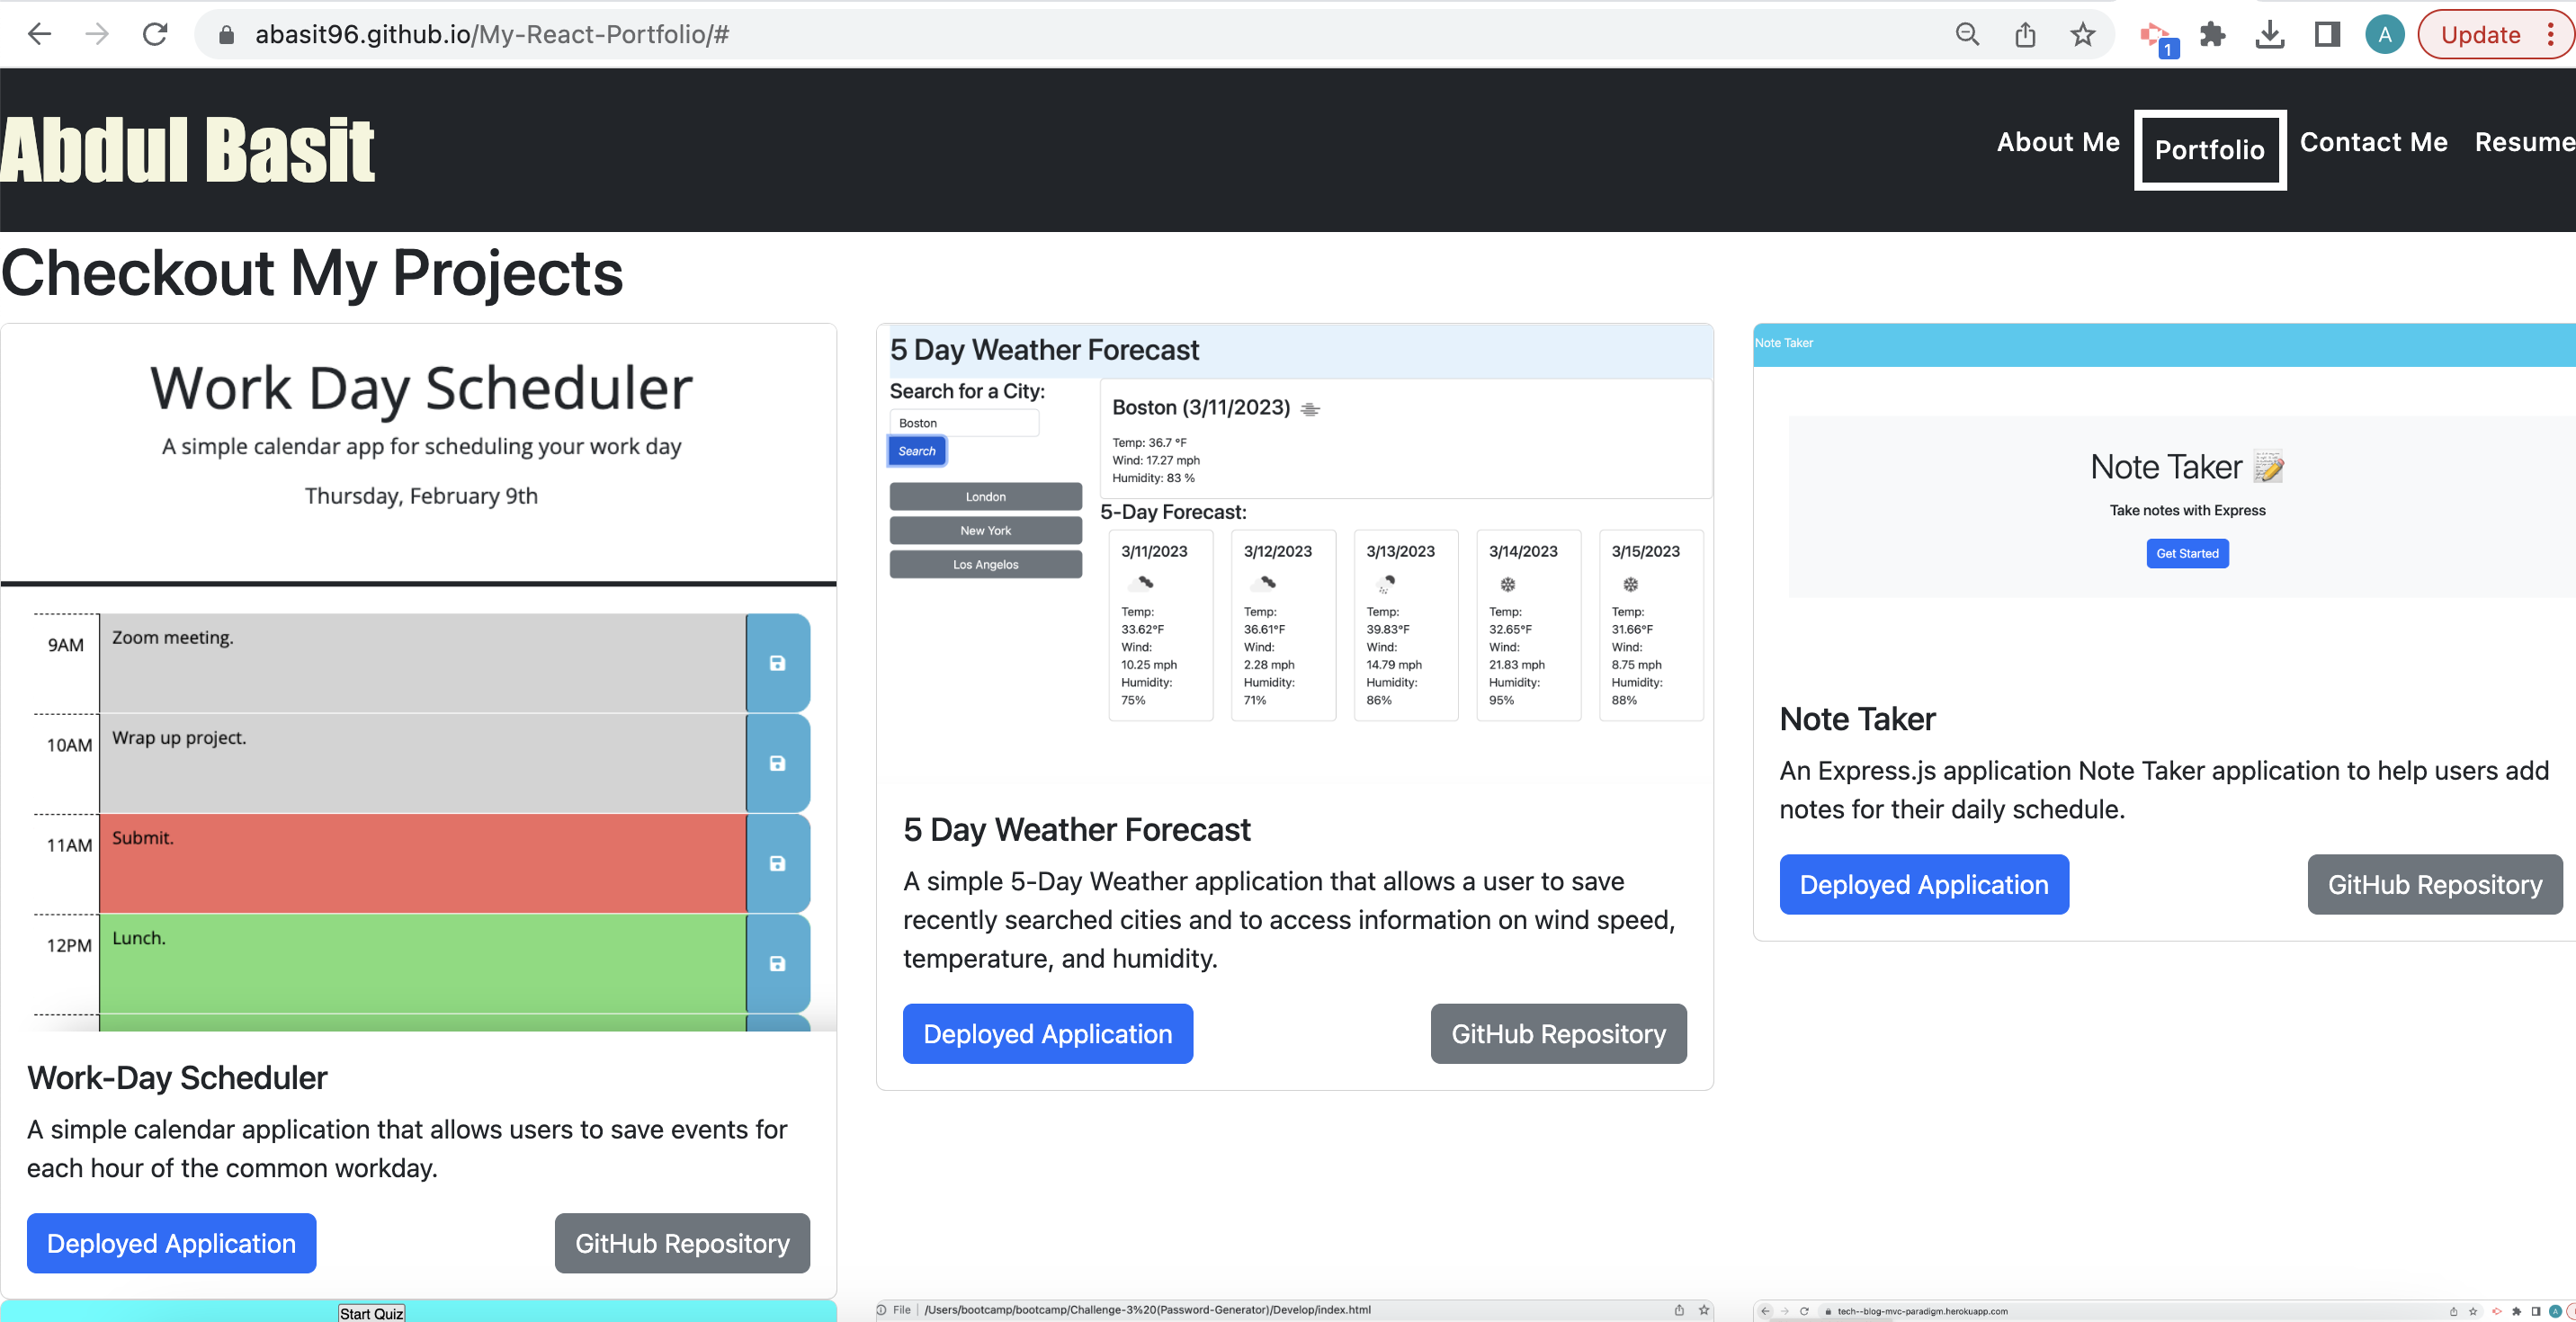 abasit96.github.io/My-React-Portfolio/#
1
A
Update
Abdul Basit
About Me
Portfolio
Contact Me
Resume
Checkout My Projects
Work Day Scheduler
A simple calendar app for scheduling your work day
Thursday, February 9th
9AM
Zoom meeting.
10AM
Wrap up project.
11AM
Submit.
12PM
Lunch.
Work-Day Scheduler
A simple calendar application that allows users to save events for
each hour of the common workday.
Deployed Application
GitHub Repository
5 Day Weather Forecast
Search for a City:
Boston
Search
London
New York
Los Angelos
Boston (3/11/2023)
Temp: 36.7 °F
Wind: 17.27 mph
Humidity: 83 %
5-Day Forecast:
3/11/2023
Temp:
33.62°F
Wind:
10.25 mph
Humidity:
75%
3/12/2023
Temp:
36.61°F
Wind:
2.28 mph
Humidity:
71%
3/13/2023
Temp:
39.83°F
Wind:
14.79 mph
Humidity:
86%
3/14/2023
Temp:
32.65°F
Wind:
21.83 mph
Humidity:
95%
3/15/2023
Temp:
31.66°F
Wind:
8.75 mph
Humidity:
88%
5 Day Weather Forecast
A simple 5-Day Weather application that allows a user to save
recently searched cities and to access information on wind speed,
temperature, and humidity.
Deployed Application
GitHub Repository
Note Taker
Note Taker
Take notes with Express
Get Started
Note Taker
An Express.js application Note Taker application to help users add
notes for their daily schedule.
Deployed Application
GitHub Repository
Start Quiz
File
/Users/bootcamp/bootcamp/Challenge-3%20(Password-Generator)/Develop/index.html
tech--blog-mvc-paradigm.herokuapp.com
A